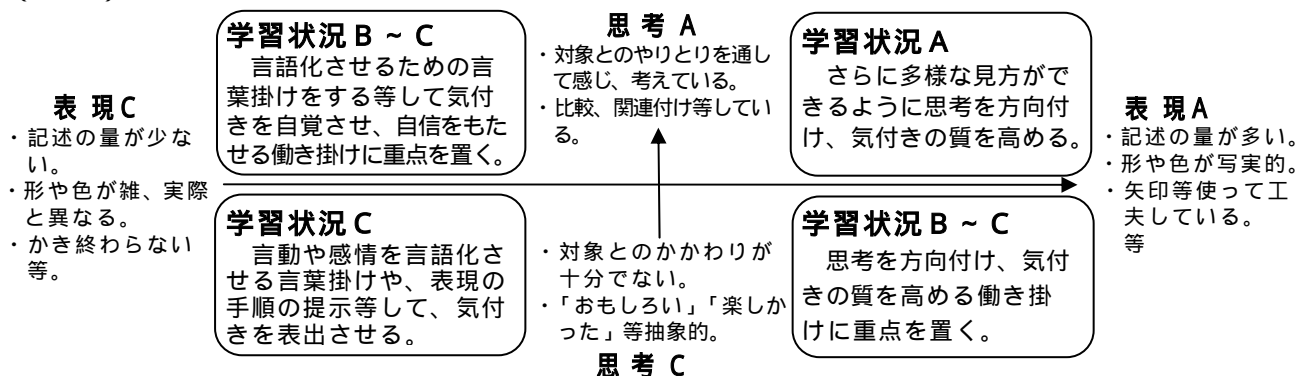 表 現 C
・記述の量が少な
い。
・形や色が雑、実際
と異なる。
・かき終わらない
等。
学習状況 B ～ C
言語化させるための言
葉掛けをする等して気付
きを自覚させ、自信をもた
せる働き掛けに重点を置く。
思 考 A
・対象とのやりとりを通し
て感じ、考えている。
・比較、関連付け等してい
る。
学習状況 A
さらに多様な見方がで
きるように思考を方向付
け、気付きの質を高める。
表 現 A
・記述の量が多い。
・形や色が写実的。
・矢印等使って工
夫している。
等
学習状況 C
言動や感情を言語化さ
せる言葉掛けや、表現の
手順の提示等して、気付
きを表出させる。
・対象とのかかわりが
十分でない。
・「おもしろい」「楽しか
った」等抽象的。
思 考 C
学習状況 B ～ C
思考を方向付け、気付
きの質を高める働き掛
けに重点を置く。